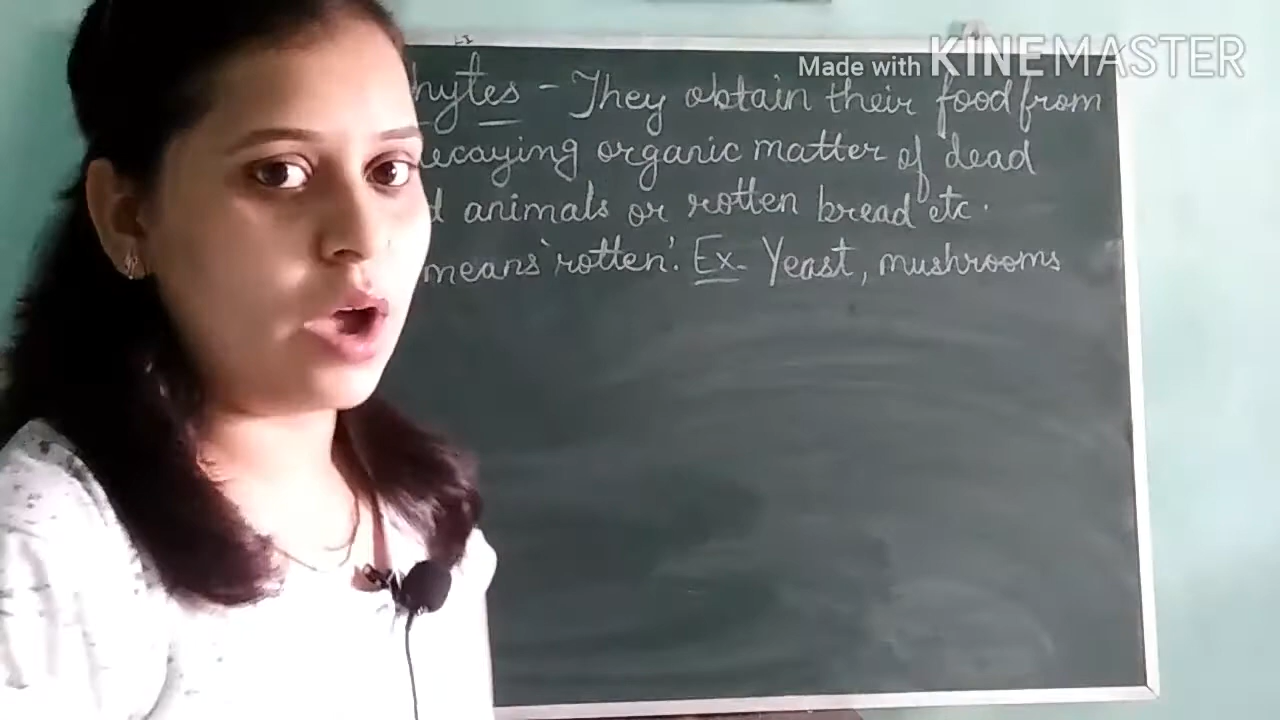 Made with KINEMASTER
hytes - They obtain their food from
ecaying organic matter of dead
d animals or rotten bread etc.
means 'rotten'. Ex- Yeast, mushrooms